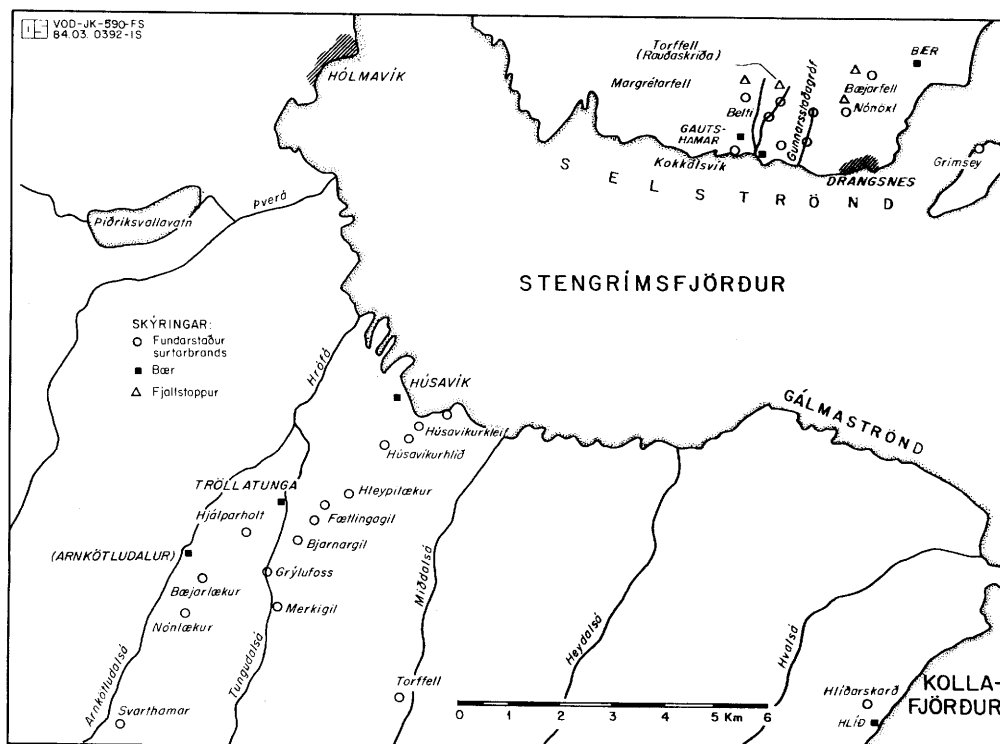 VOD-JK-590-FS
84.03. 0392-IS
HÓLMAVÍK
Torffell
(Rauðaskriða)
Margrétarfell
Belti
GAUTS-
HAMAR
Kokkálsvík
Gunnarsstaðagróf
BÆR
Bæjarfell
Nónöxl
DRANGSNES
Grímsey
SELSTRÖND
Þverá
Þiðriksvallavatn
STENGRÍMSFJÖRÐUR
SKÝRINGAR:
Fundarstaður
surtarbrands
Bær
Fjallstoppur
Hrófá
HÚSAVÍK
Húsavíkurkleif
Húsavíkurhlíð
GÁLMASTRÖND
TRÖLLATUNGA
Hjálparholt
Hleypilækur
Fætlingagil
Bjarnargil
(ARNKÖTLUDALUR)
Grýlufoss
Bæjarlækur
Merkigil
Nónlækur
Arnkötludalsá
Tungudalsá
Miðdalsá
Heydalsá
Hvalsá
Svarthamar
Torffell
0 1 2 3 4 5 Km 6
Hlíðarskarð
HLÍÐ
KOLLA-
FJÖRÐUR